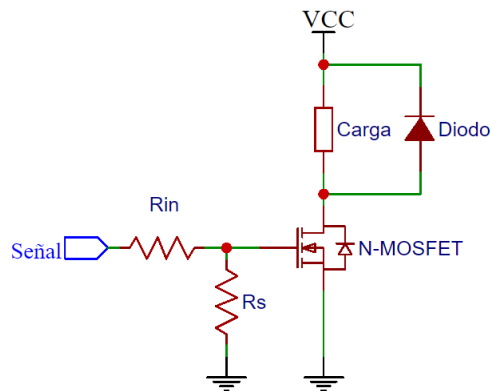 VCC
Carga
Diodo
Rin
Señal
N-MOSFET
Rs